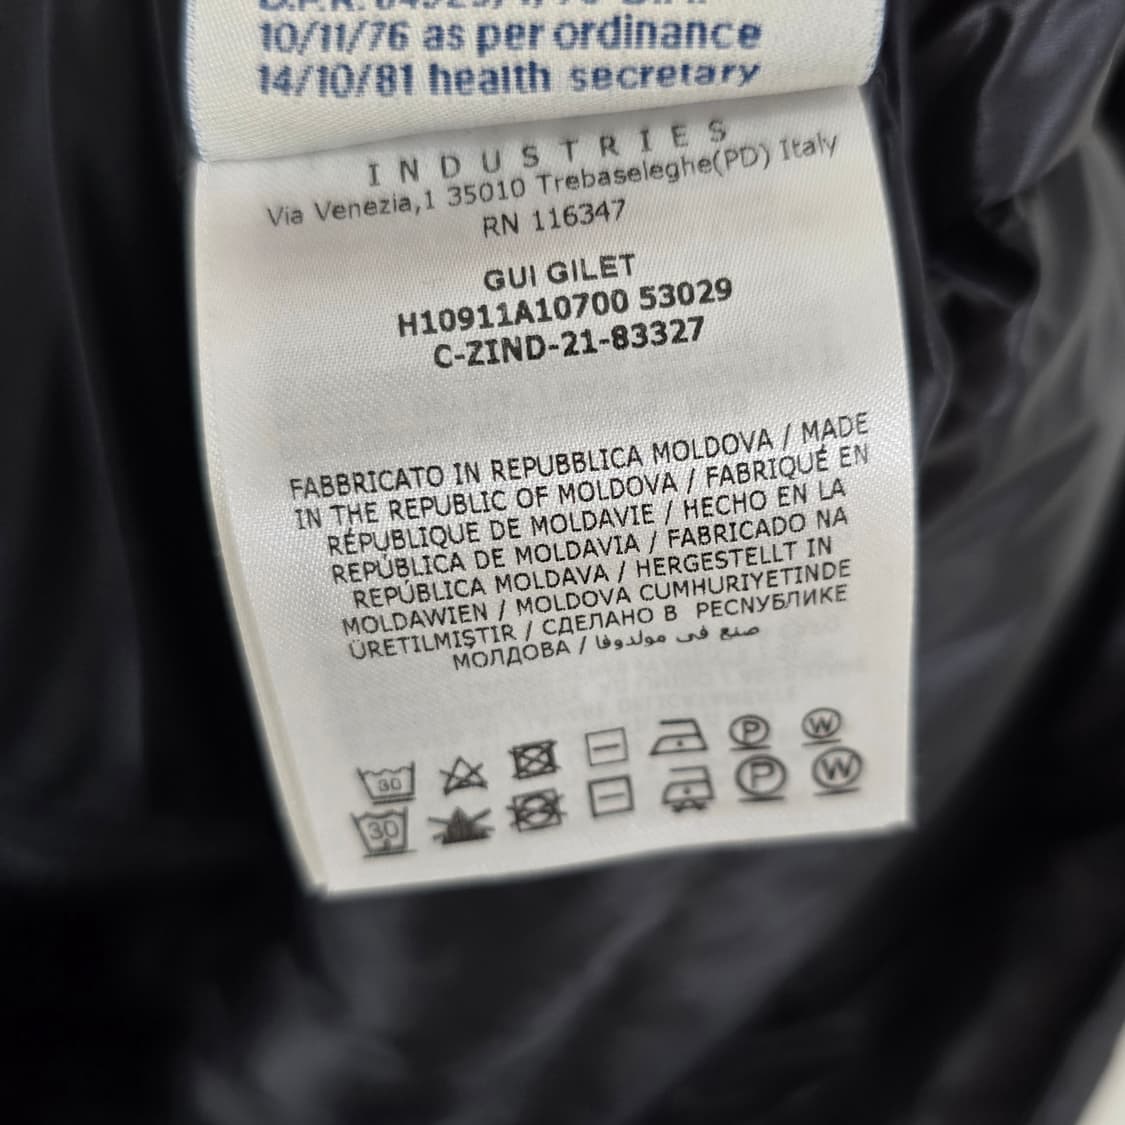 10/11/76 as per ordinance
14/10/81 health secretary
INDUSTRIES
Via Venezia,1 35010 Trebaseleghe(PD) Italy
RN 116347
GUI GILET
H10911A10700 53029
C-ZIND-21-83327
FABBRICATO IN REPUBBLICA MOLDOVA / MADE
IN THE REPUBLIC OF MOLDOVA / FABRIQUÉ EN
RÉPUBLIQUE DE MOLDAVIE / HECHO EN LA
REPÚBLICA DE MOLDAVIA / FABRICADO NA
REPÚBLICA MOLDAVA / HERGESTELLT IN
MOLDAWIEN / MOLDOVA CUMHURIYETINDE
ÜRETILMIŞTIR / СДЕЛАНО В РЕСПУБЛИКЕ
МОЛДОВА / صنع في مولدوفا
30 P W
30 P W